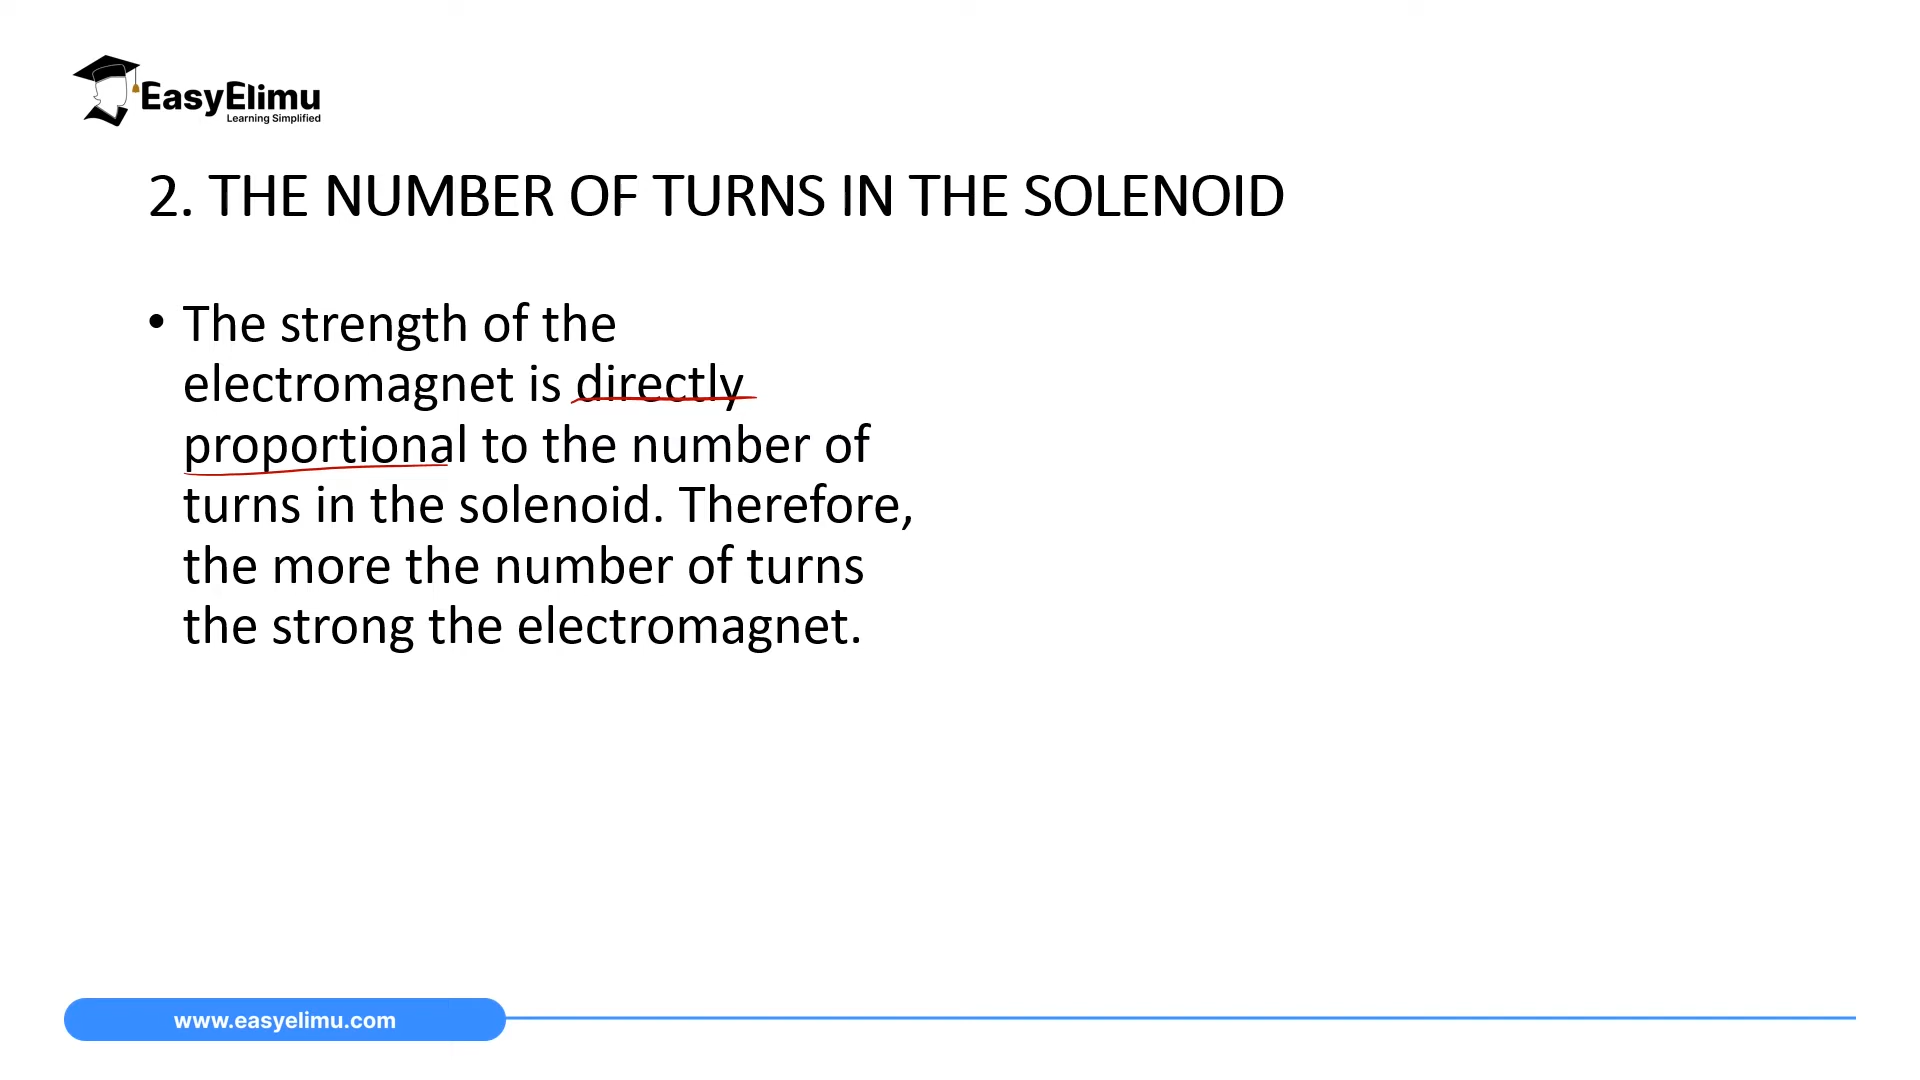 EasyElimu
Learning Simplified
2. THE NUMBER OF TURNS IN THE SOLENOID
• The strength of the
electromagnet is directly
proportional to the number of
turns in the solenoid. Therefore,
the more the number of turns
the strong the electromagnet.
www.easyelimu.com